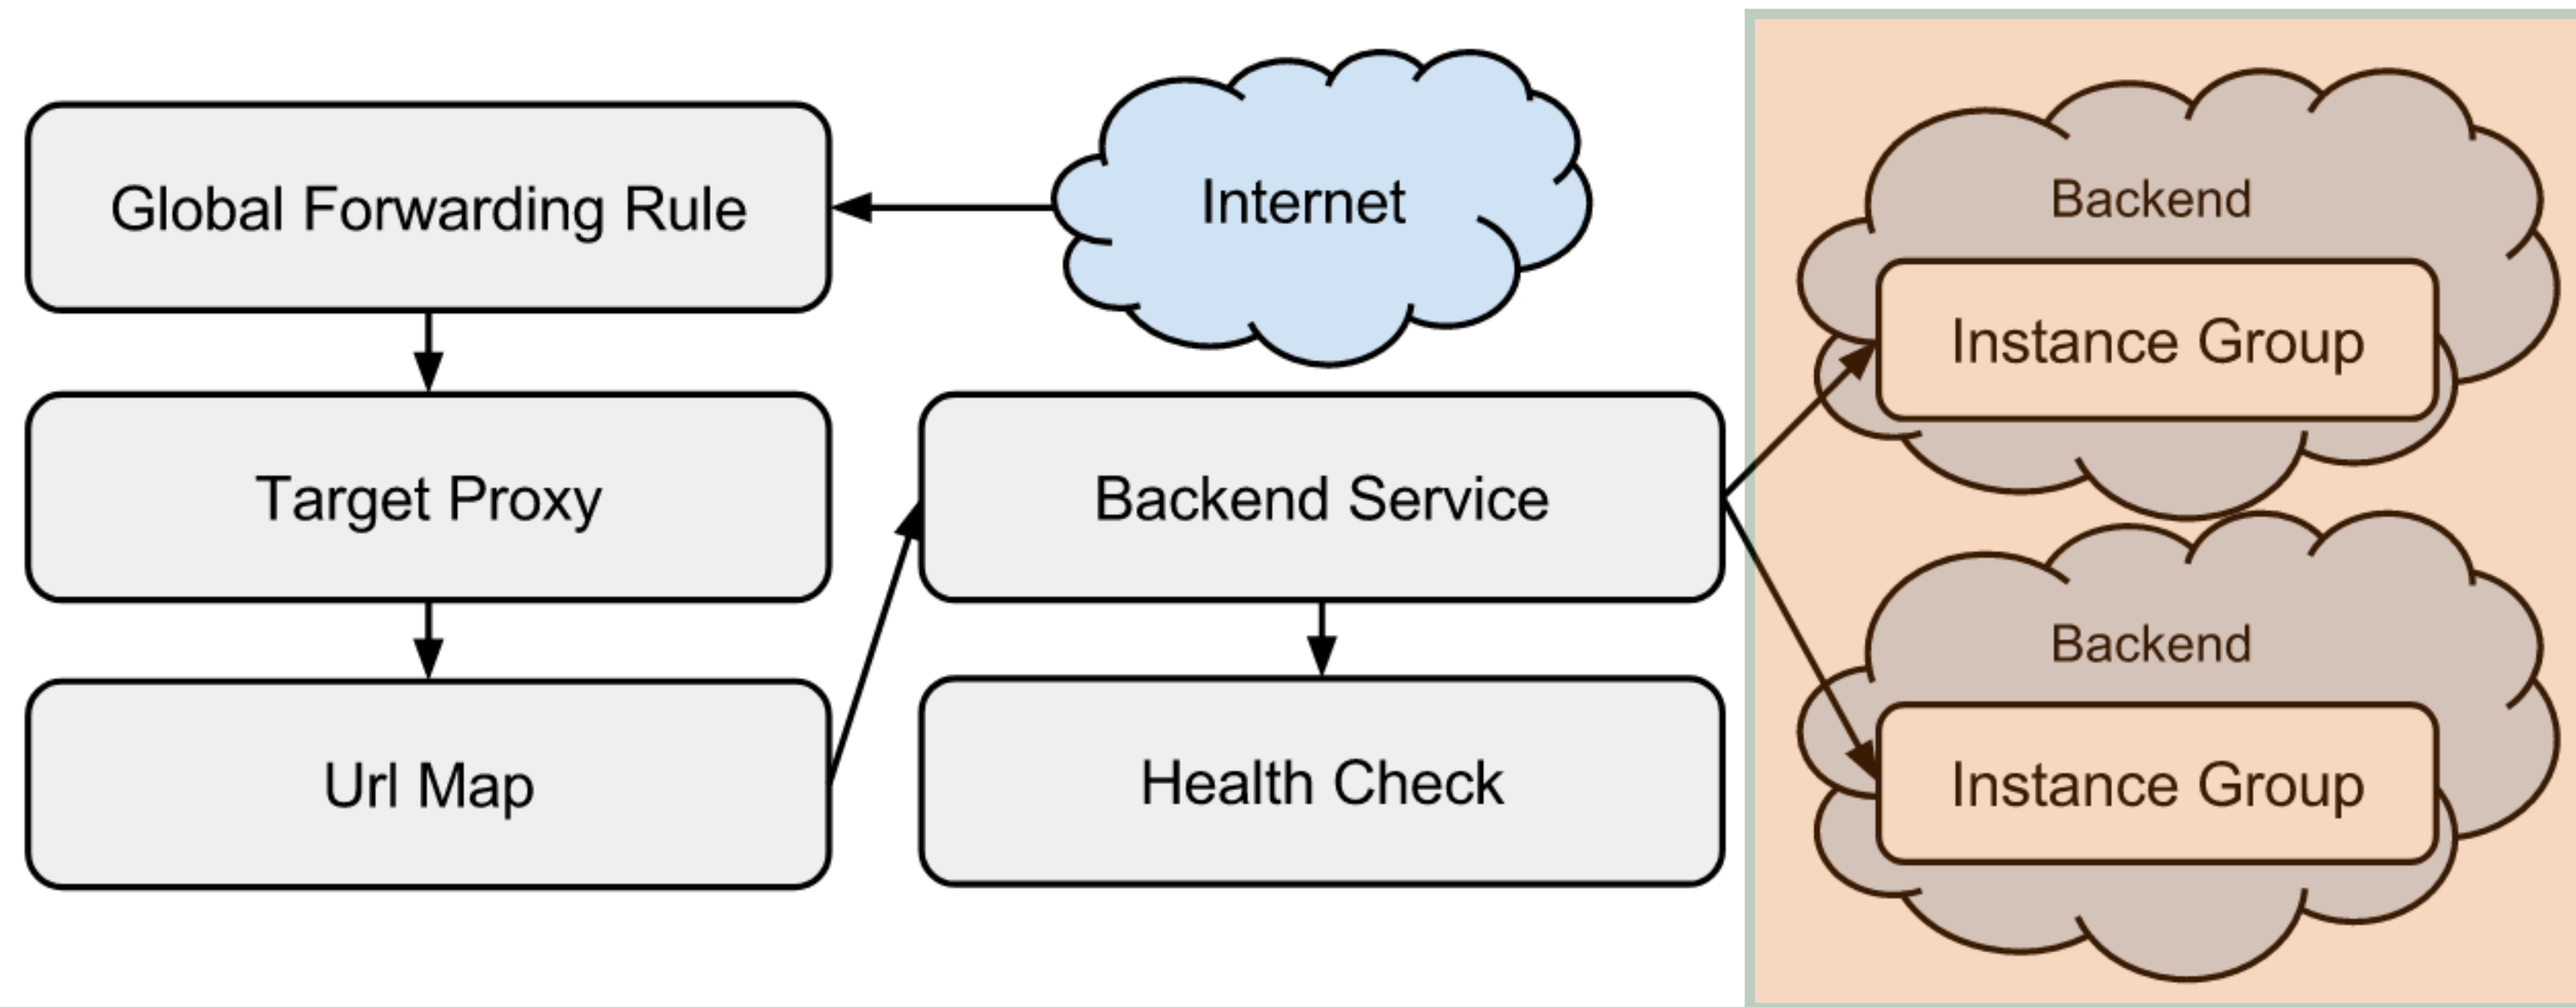 Global Forwarding Rule
Internet
Target Proxy
Url Map
Backend Service
Health Check
Backend
Instance Group
Backend
Instance Group